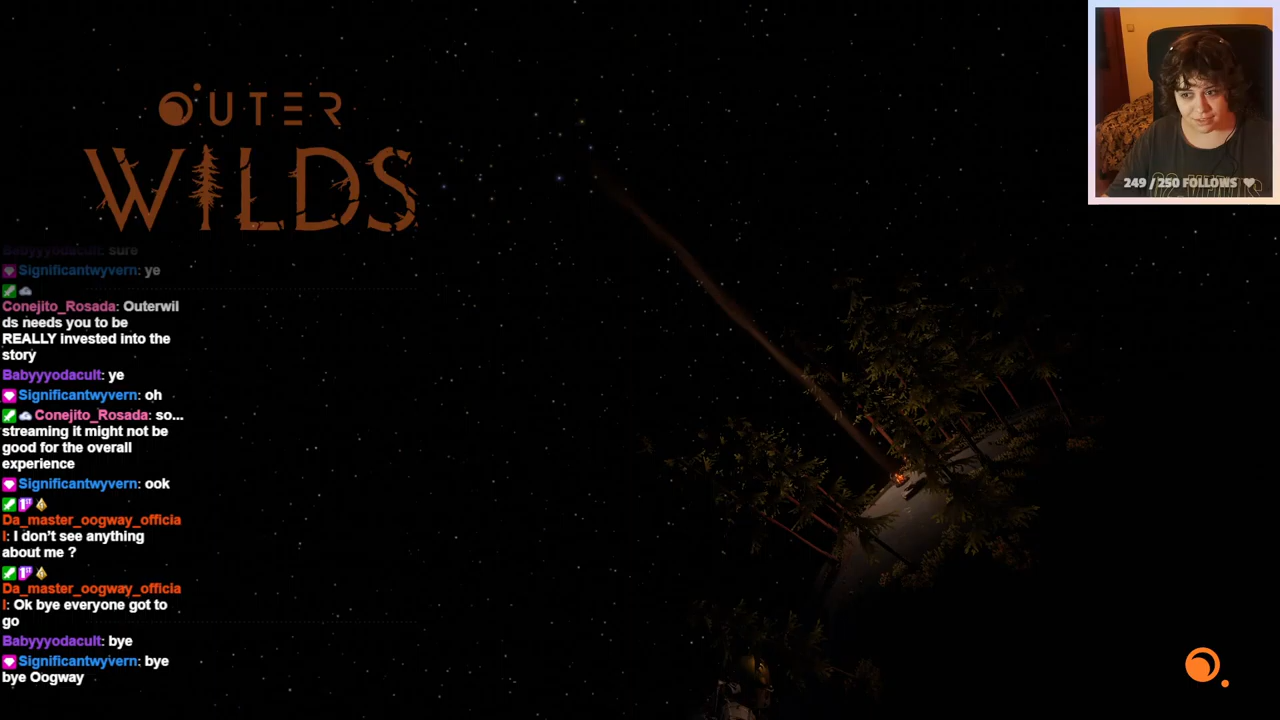 OUTER
WILDS
249 / 250 FOLLOWS
Babyyyodacult: sure
Significantwyvern: ye
Conejito_Rosada: Outerwil
ds needs you to be
REALLY invested into the
story
Babyyyodacult: ye
Significantwyvern: oh
Conejito_Rosada: so...
streaming it might not be
good for the overall
experience
Significantwyvern: ook
Da_master_oogway_officia
l: I don't see anything
about me ?
Da_master_oogway_officia
l: Ok bye everyone got to
go
Babyyyodacult: bye
Significantwyvern: bye
bye Oogway